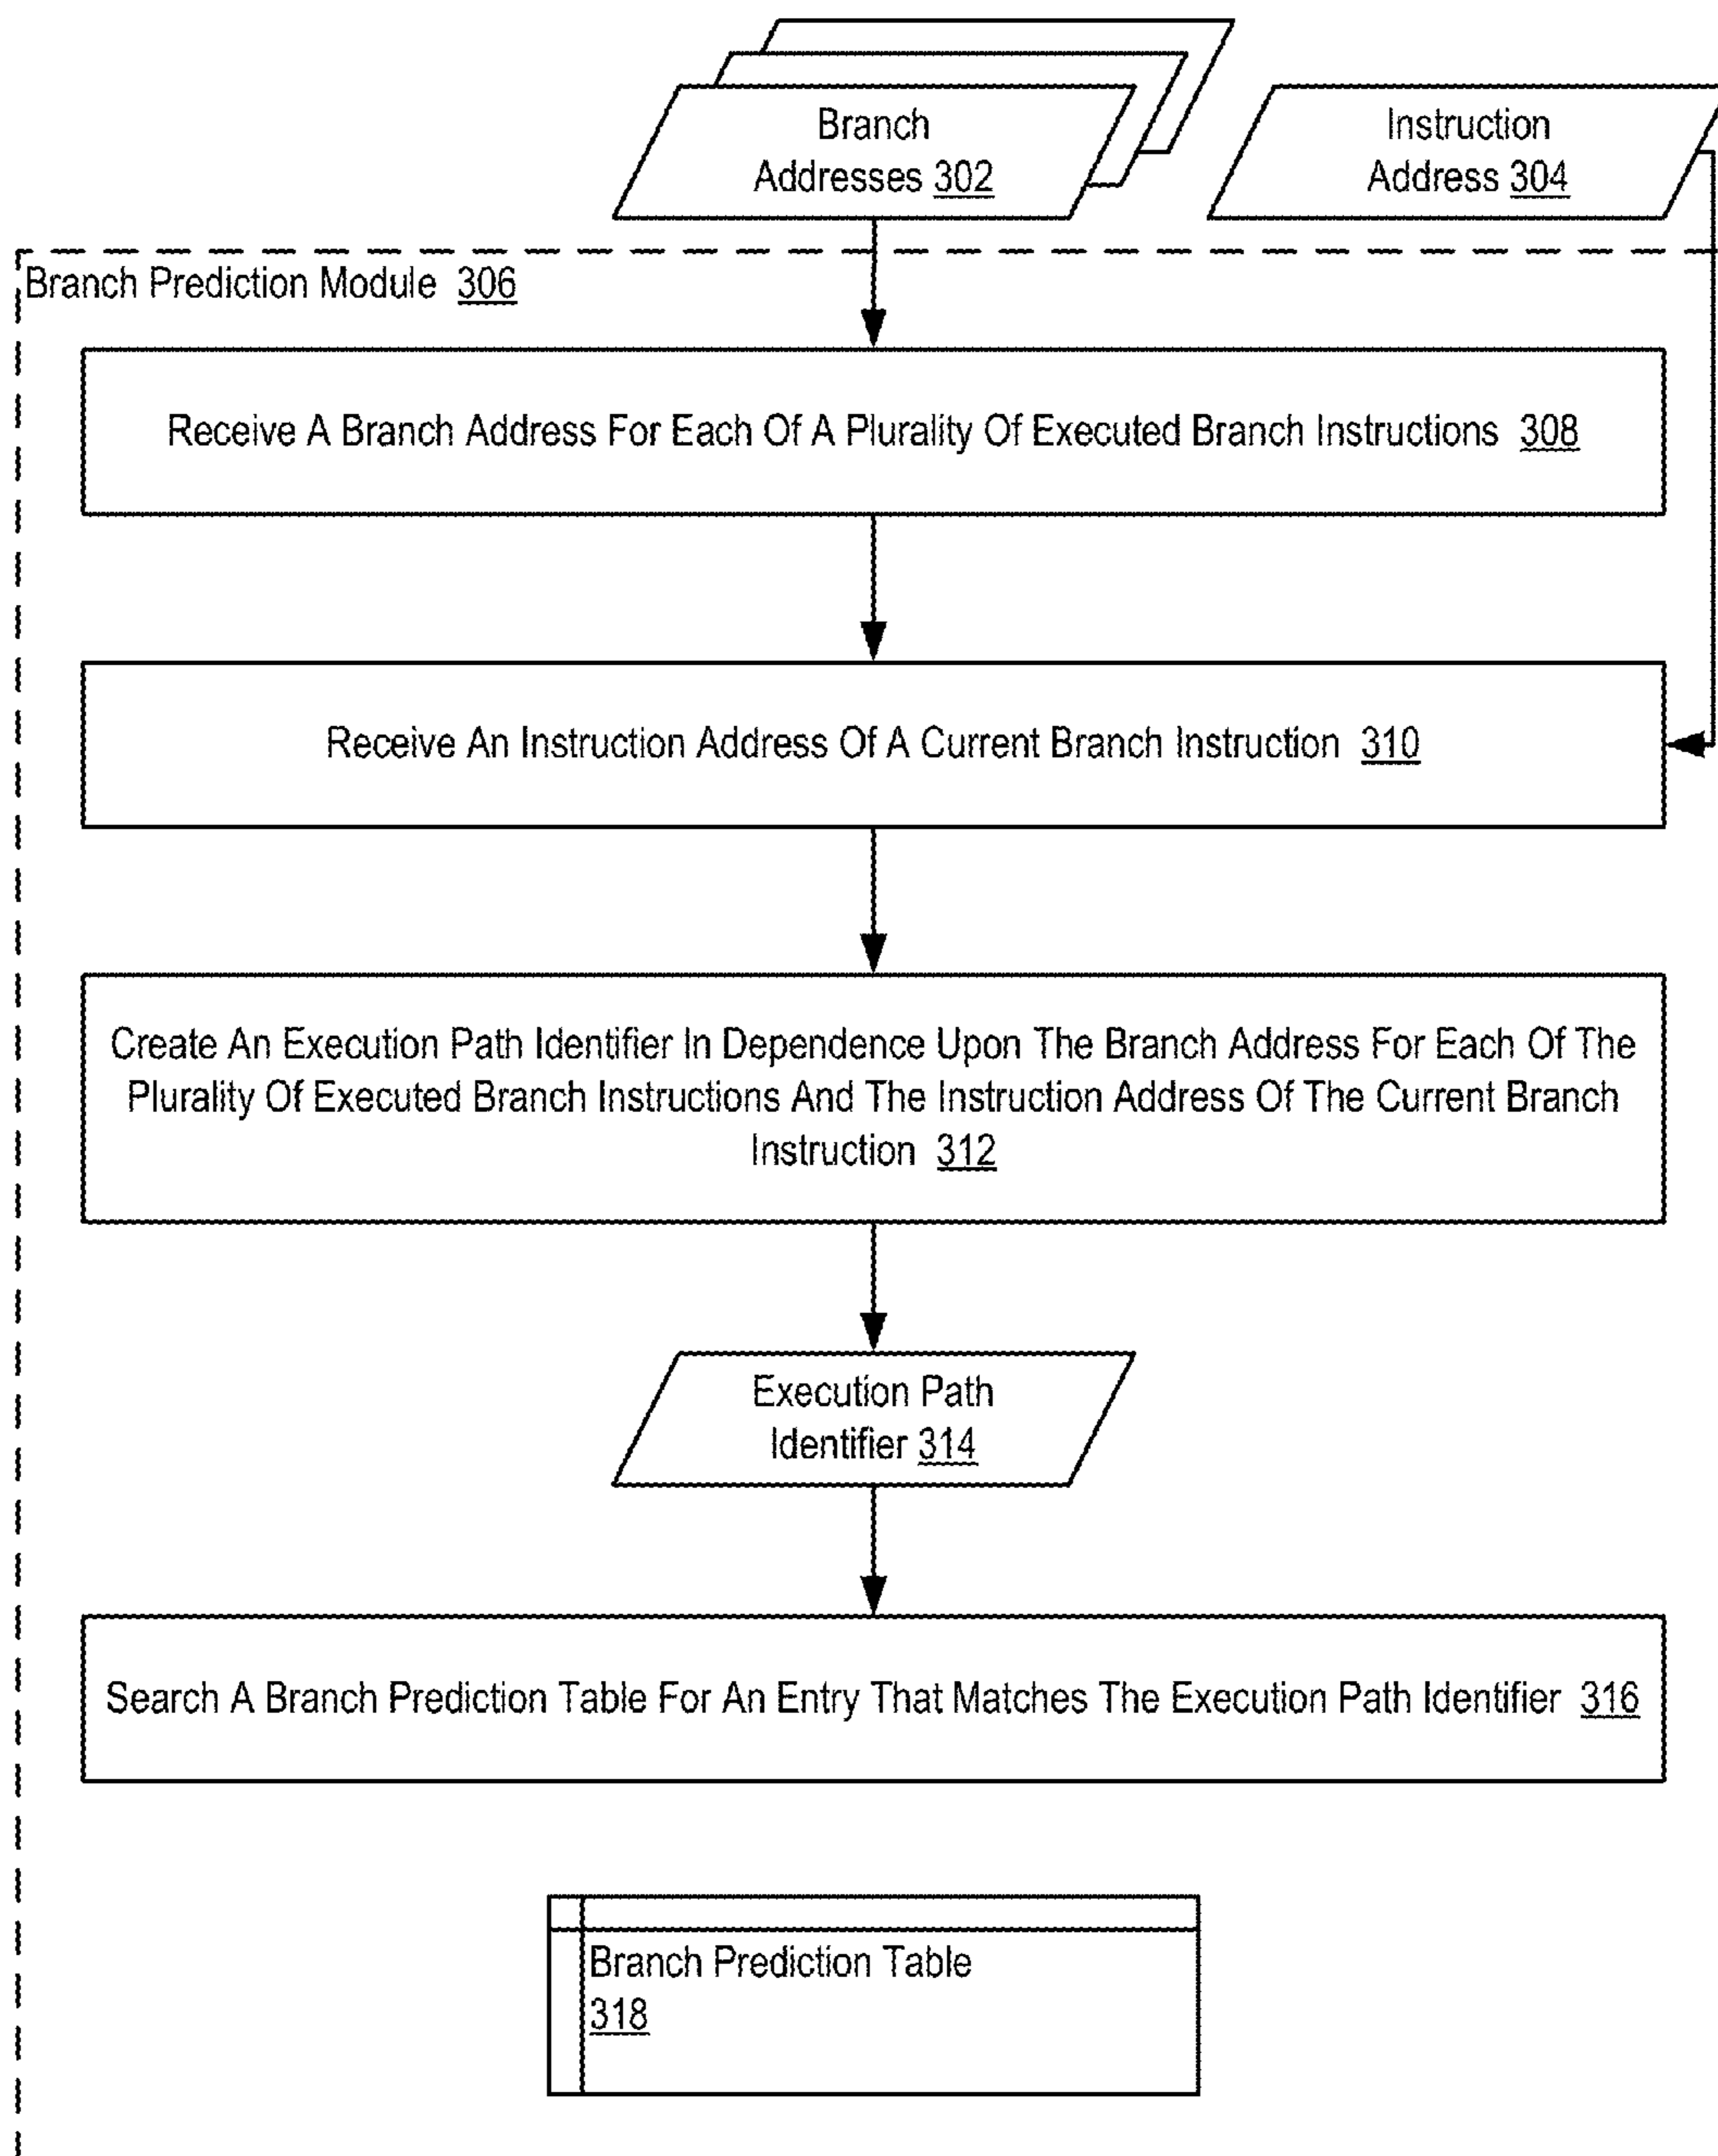 Branch
Addresses 302
Instruction
Address 304
Branch Prediction Module 306
Receive A Branch Address For Each Of A Plurality Of Executed Branch Instructions 308
Receive An Instruction Address Of A Current Branch Instruction 310
Create An Execution Path Identifier In Dependence Upon The Branch Address For Each Of The
Plurality Of Executed Branch Instructions And The Instruction Address Of The Current Branch
Instruction 312
Execution Path
Identifier 314
Search A Branch Prediction Table For An Entry That Matches The Execution Path Identifier 316
Branch Prediction Table
318